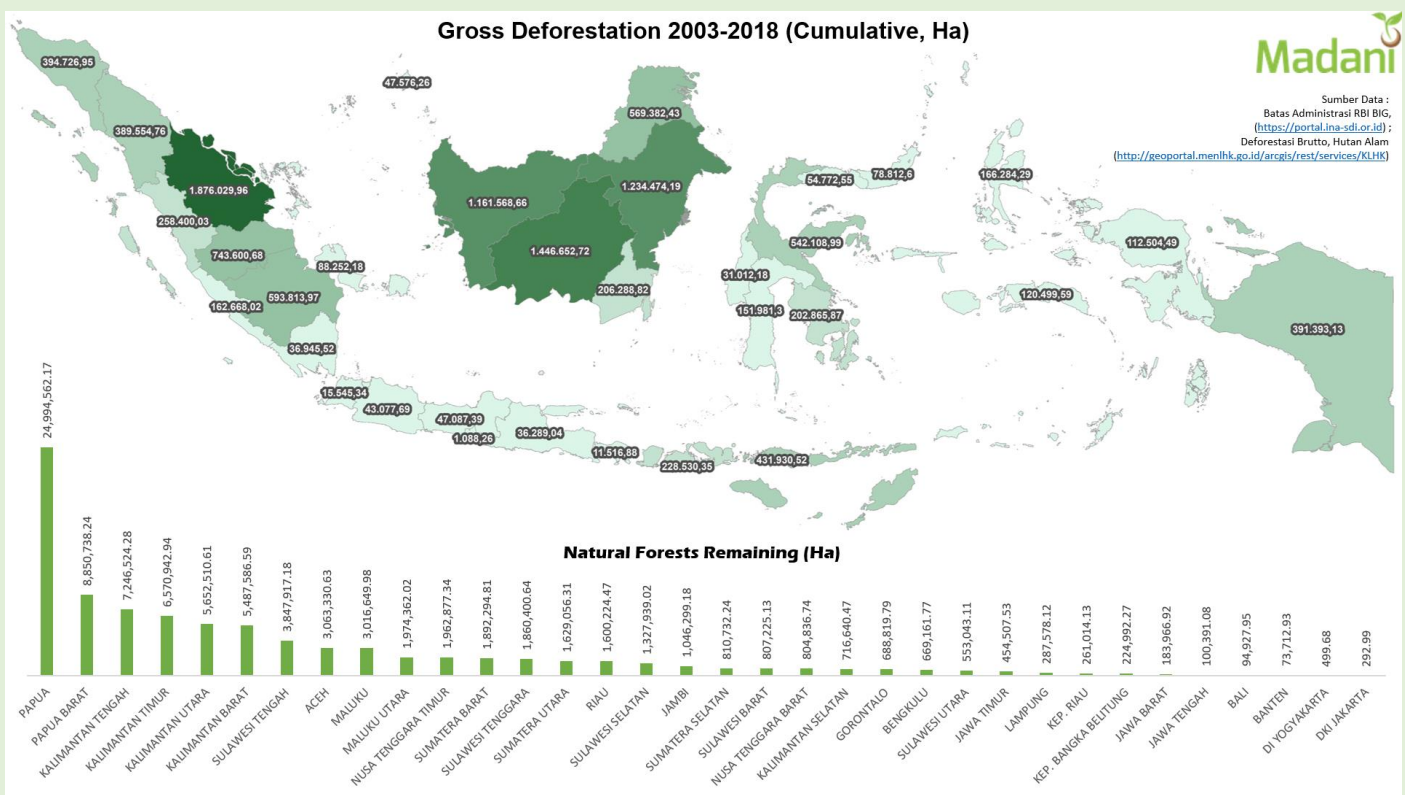 Gross Deforestation 2003-2018 (Cumulative, Ha)
Madani
Sumber Data :
Batas Administrasi RBI BIG,
(https://portal.ina-sdi.or.id) ;
Deforestasi Brutto, Hutan Alam
(http://geoportal.menlhk.go.id/arcgis/rest/services/KLHK)
394.726,95
47.576,26
389.554,76
569.382,43
1.876.029,96
1.161.568,66
1.234.474,19
54.772,55
78.812,6
166.284,29
258.400,03
743.600,68
88.252,18
1.446.652,72
542.108,99
112.504,49
593.813,97
162.668,02
206.288,82
31.012,18
151.981,3
202.865,87
120.499,59
391.393,13
36.945,52
15.545,34
43.077,69
47.087,39
1.088,26
36.289,04
11.516,88
228.530,35
431.930,52
Natural Forests Remaining (Ha)
24,994,562.17
8,850,738.24
7,246,524.28
6,570,942.94
5,652,510.61
5,487,586.59
3,847,917.18
3,063,330.63
3,016,649.98
1,974,362.02
1,962,877.34
1,892,294.81
1,860,400.64
1,629,056.31
1,600,224.47
1,327,939.02
1,046,299.18
810,732.24
807,225.13
804,836.74
716,640.47
688,819.79
669,161.77
553,043.11
454,507.53
287,578.12
261,014.13
224,992.27
183,966.92
100,391.08
94,927.95
73,712.93
499.68
292.99
PAPUA
PAPUA BARAT
KALIMANTAN TENGAH
KALIMANTAN TIMUR
KALIMANTAN UTARA
KALIMANTAN BARAT
SULAWESI TENGAH
ACEH
MALUKU
MALUKU UTARA
NUSA TENGGARA TIMUR
SUMATERA BARAT
SULAWESI TENGGARA
SUMATERA UTARA
RIAU
SULAWESI SELATAN
JAMBI
SUMATERA SELATAN
SULAWESI BARAT
NUSA TENGGARA BARAT
KALIMANTAN SELATAN
GORONTALO
BENGKULU
SULAWESI UTARA
JAWA TIMUR
LAMPUNG
KEP. RIAU
KEP. BANGKA BELITUNG
JAWA BARAT
JAWA TENGAH
BALI
BANTEN
DI YOGYAKARTA
DKI JAKARTA